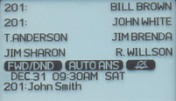 201: BILL BROWN
201: JOHN WHITE
T.ANDERSON JIM BRENDA
JIM SHARON R. WILLSON
FWD/DND AUTO ANS
DEC 31 09:30AM SAT
201:John Smith